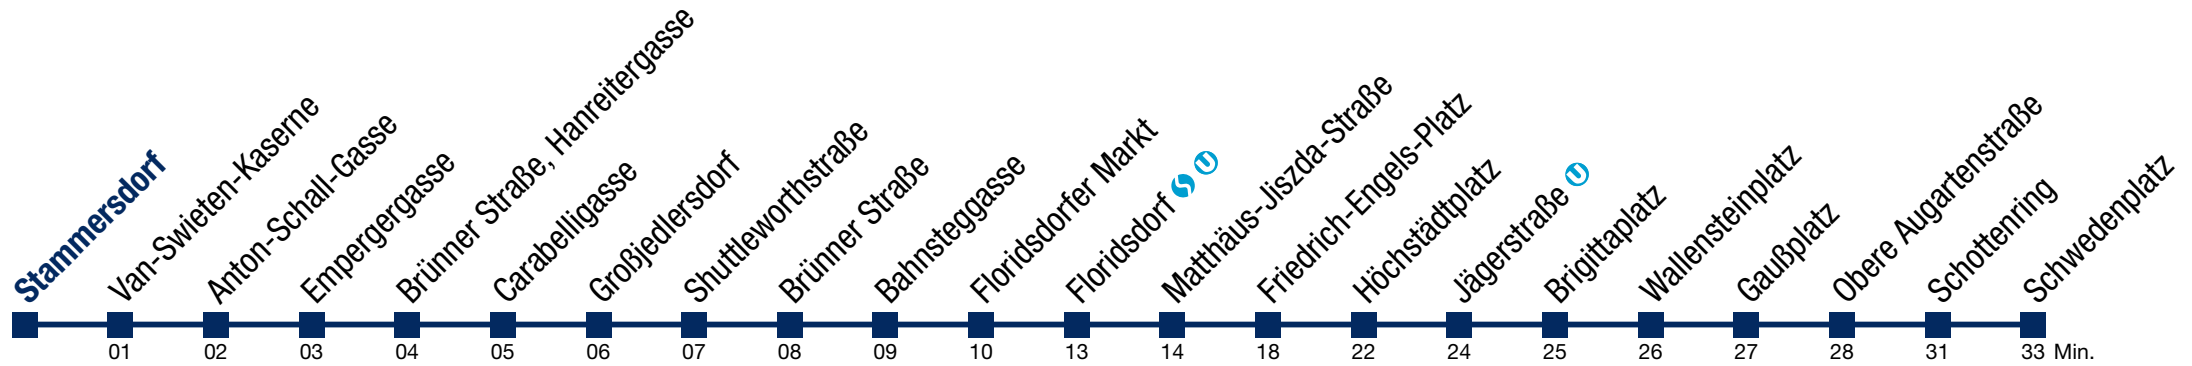 Stammersdorf
Van-Swieten-Kaserne
Anton-Schall-Gasse
Empergergasse
Brünner Straße, Hanreitergasse
Carabelligasse
Großjedlersdorf
Shuttleworthstraße
Brünner Straße
Bahnsteggasse
Floridsdorfer Markt
Floridsdorf S U
Matthäus-Jiszda-Straße
Friedrich-Engels-Platz
Höchstädtplatz
Jägerstraße U
Brigittaplatz
Wallensteinplatz
Gaußplatz
Obere Augartenstraße
Schottenring
Schwedenplatz
01 02 03 04 05 06 07 08 09 10 13 14 18 22 24 25 26 27 28 31 33 Min.